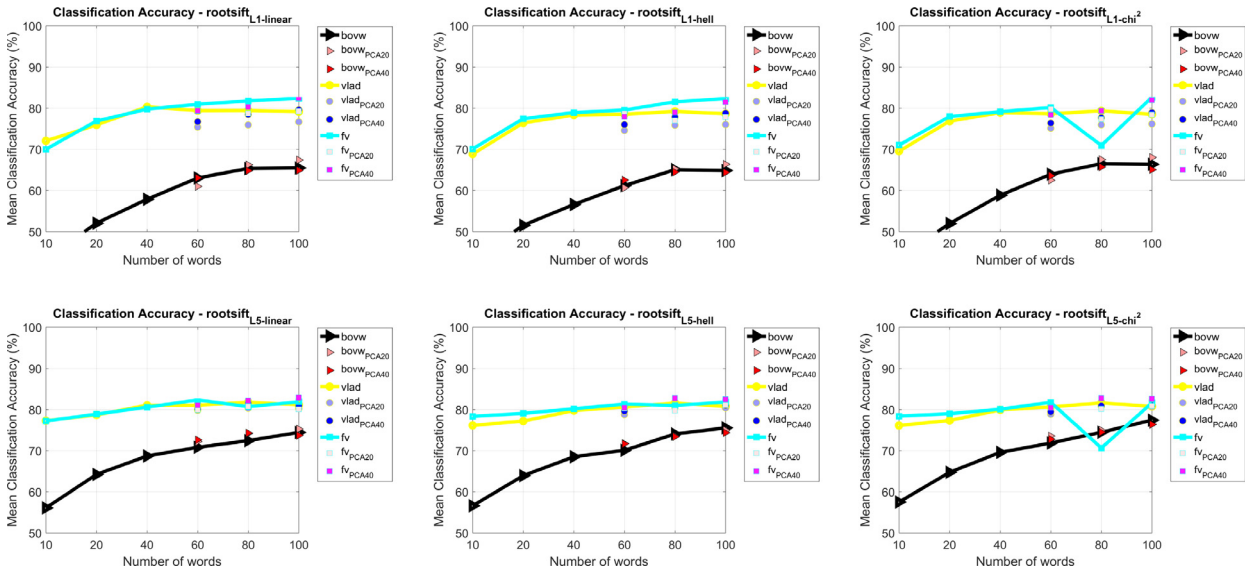 Classification Accuracy - rootsift L1-linear
Mean Classification Accuracy (%)
100
90
80
70
60
50
10 20 40 60 80 100
Number of words
bovw
bovw PCA20
bovw PCA40
vlad
vlad PCA20
vlad PCA40
fv
fv PCA20
fv PCA40
Classification Accuracy - rootsift L1-hell
Mean Classification Accuracy (%)
100
90
80
70
60
50
10 20 40 60 80 100
Number of words
bovw
bovw PCA20
bovw PCA40
vlad
vlad PCA20
vlad PCA40
fv
fv PCA20
fv PCA40
Classification Accuracy - rootsift L1-chi²
Mean Classification Accuracy (%)
100
90
80
70
60
50
10 20 40 60 80 100
Number of words
bovw
bovw PCA20
bovw PCA40
vlad
vlad PCA20
vlad PCA40
fv
fv PCA20
fv PCA40
Classification Accuracy - rootsift L5-linear
Mean Classification Accuracy (%)
100
90
80
70
60
50
10 20 40 60 80 100
Number of words
bovw
bovw PCA20
bovw PCA40
vlad
vlad PCA20
vlad PCA40
fv
fv PCA20
fv PCA40
Classification Accuracy - rootsift L5-hell
Mean Classification Accuracy (%)
100
90
80
70
60
50
10 20 40 60 80 100
Number of words
bovw
bovw PCA20
bovw PCA40
vlad
vlad PCA20
vlad PCA40
fv
fv PCA20
fv PCA40
Classification Accuracy - rootsift L5-chi²
Mean Classification Accuracy (%)
100
90
80
70
60
50
10 20 40 60 80 100
Number of words
bovw
bovw PCA20
bovw PCA40
vlad
vlad PCA20
vlad PCA40
fv
fv PCA20
fv PCA40